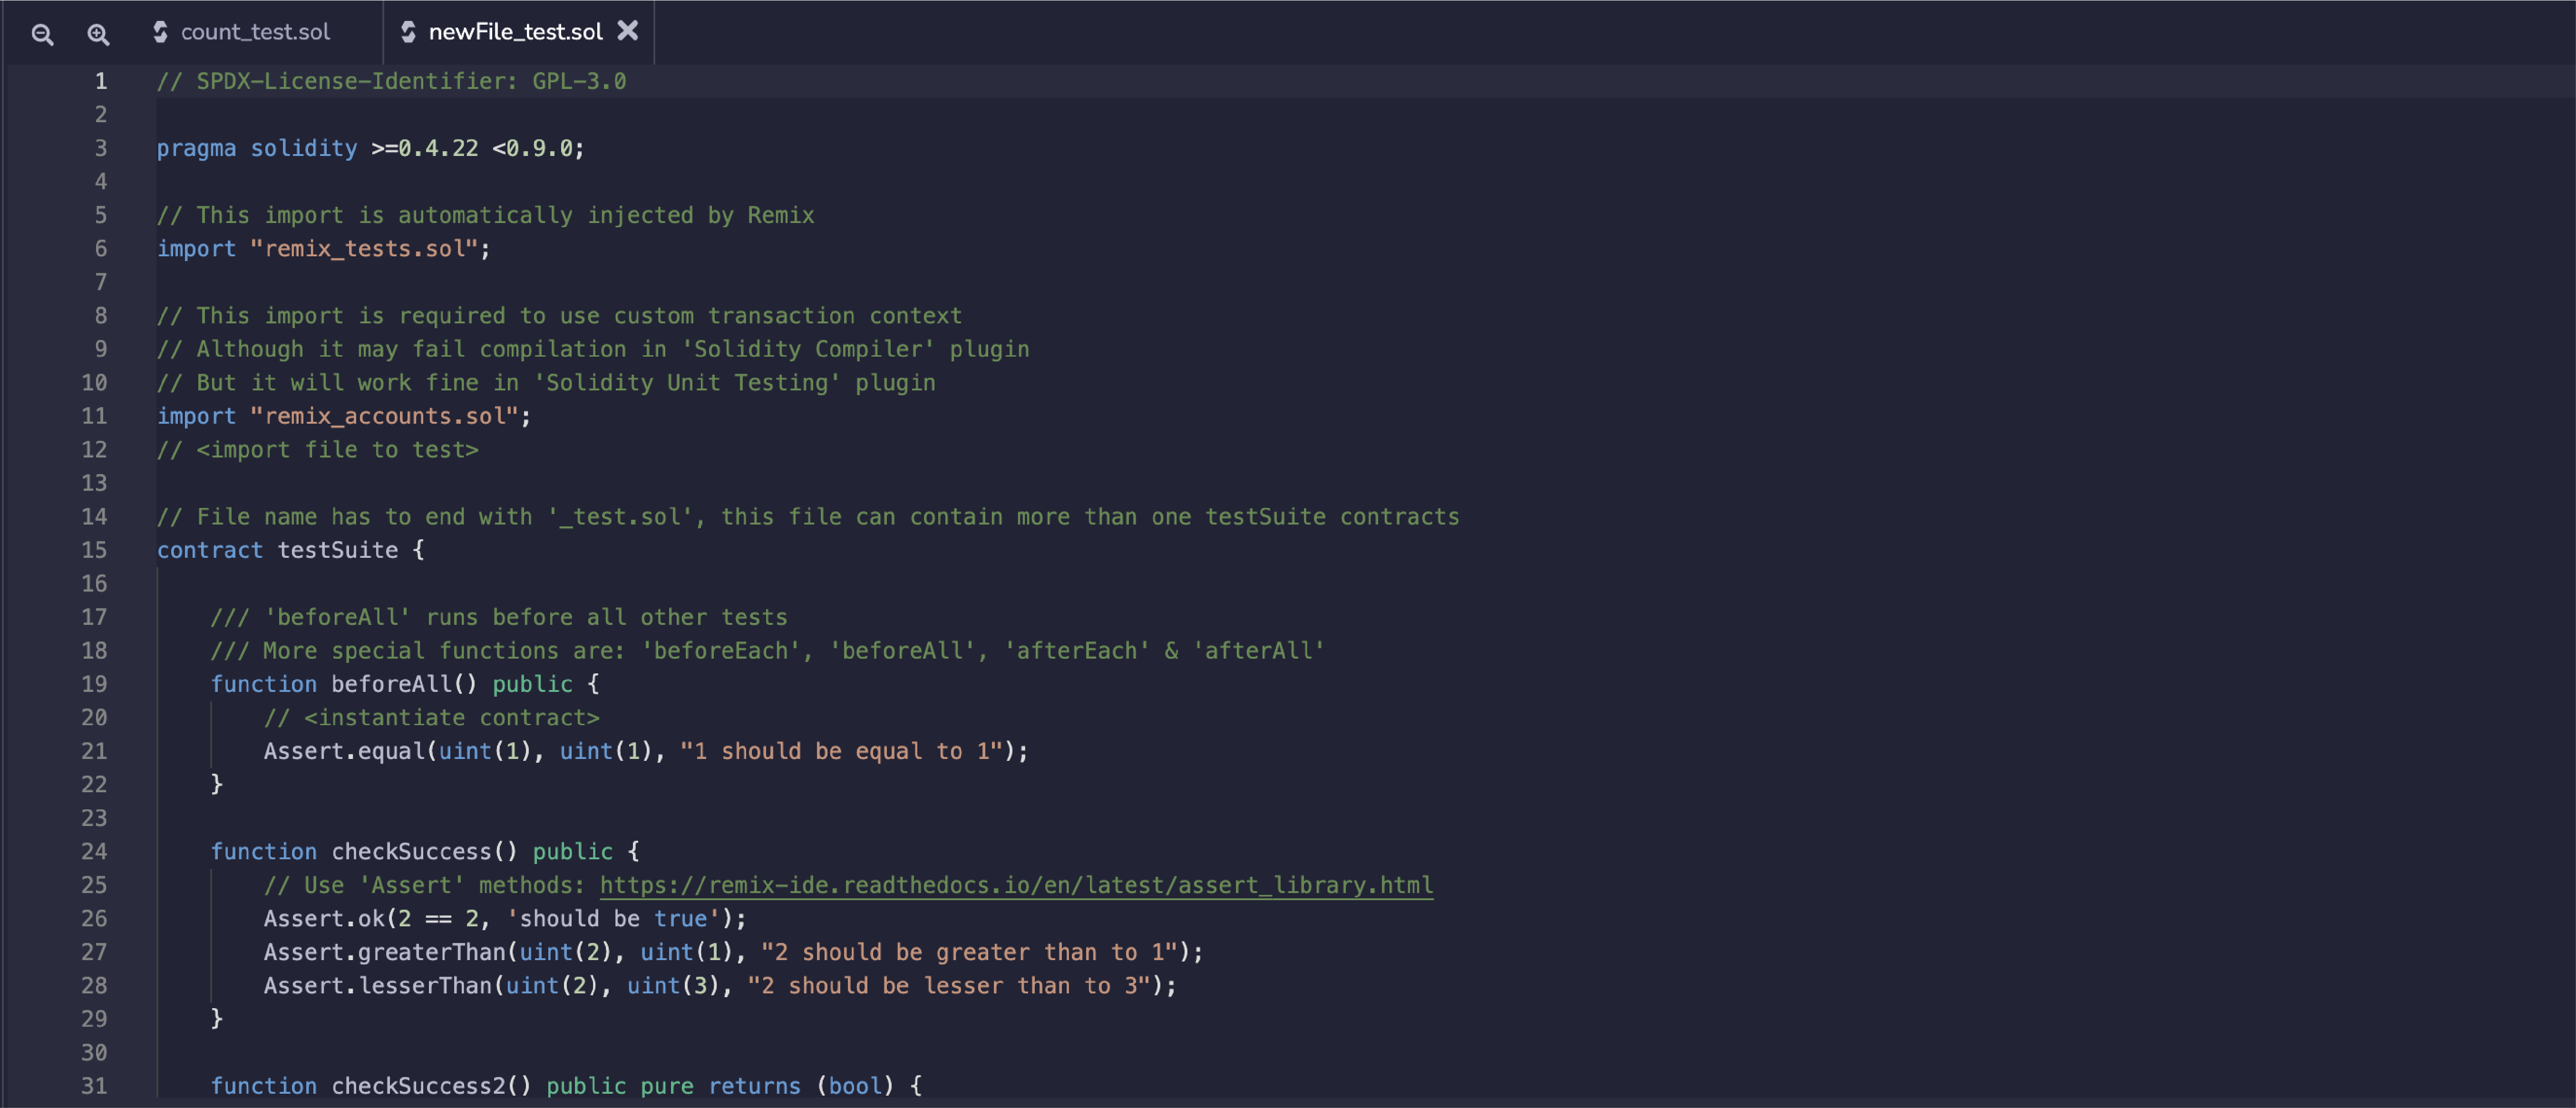 count_test.sol newFile_test.sol
1 // SPDX-License-Identifier: GPL-3.0
2
3 pragma solidity >=0.4.22 <0.9.0;
4
5 // This import is automatically injected by Remix
6 import "remix_tests.sol";
7
8 // This import is required to use custom transaction context
9 // Although it may fail compilation in 'Solidity Compiler' plugin
10 // But it will work fine in 'Solidity Unit Testing' plugin
11 import "remix_accounts.sol";
12 // <import file to test>
13
14 // File name has to end with '_test.sol', this file can contain more than one testSuite contracts
15 contract testSuite {
16
17     /// 'beforeAll' runs before all other tests
18     /// More special functions are: 'beforeEach', 'beforeAll', 'afterEach' & 'afterAll'
19     function beforeAll() public {
20         // <instantiate contract>
21         Assert.equal(uint(1), uint(1), "1 should be equal to 1");
22     }
23
24     function checkSuccess() public {
25         // Use 'Assert' methods: https://remix-ide.readthedocs.io/en/latest/assert_library.html
26         Assert.ok(2 == 2, 'should be true');
27         Assert.greaterThan(uint(2), uint(1), "2 should be greater than to 1");
28         Assert.lesserThan(uint(2), uint(3), "2 should be lesser than to 3");
29     }
30
31     function checkSuccess2() public pure returns (bool) {